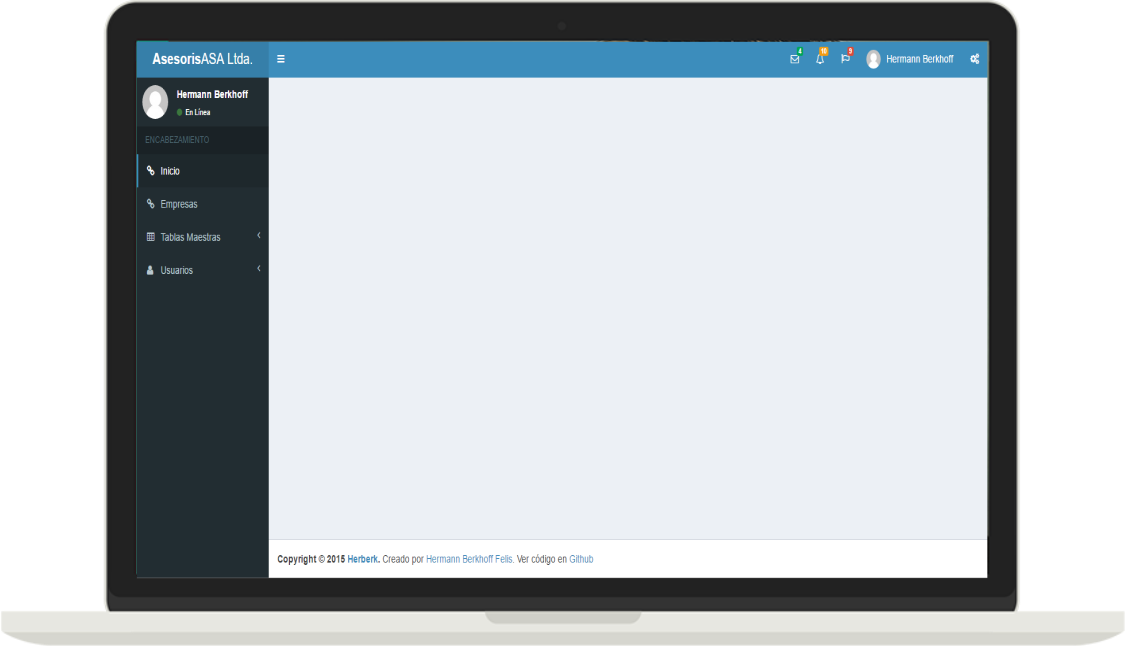 AsesorisASA Ltda.
4 10 9 Hermann Berkhoff
Hermann Berkhoff
En Línea
ENCABEZAMIENTO
Inicio
Empresas
Tablas Maestras
Usuarios
Copyright © 2015 Herberk. Creado por Hermann Berkhoff Felis. Ver código en Github